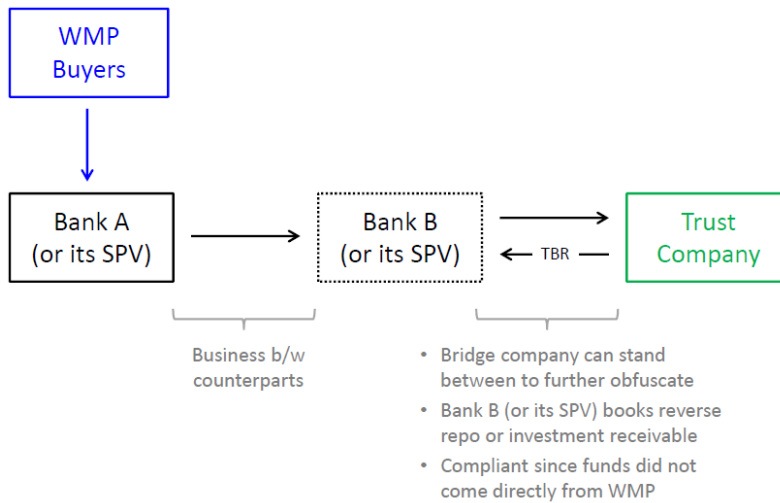 WMP
Buyers
Bank A
(or its SPV)
Bank B
(or its SPV)
TBR
Trust
Company
Business b/w
counterparts
• Bridge company can stand
between to further obfuscate
• Bank B (or its SPV) books reverse
repo or investment receivable
• Compliant since funds did not
come directly from WMP